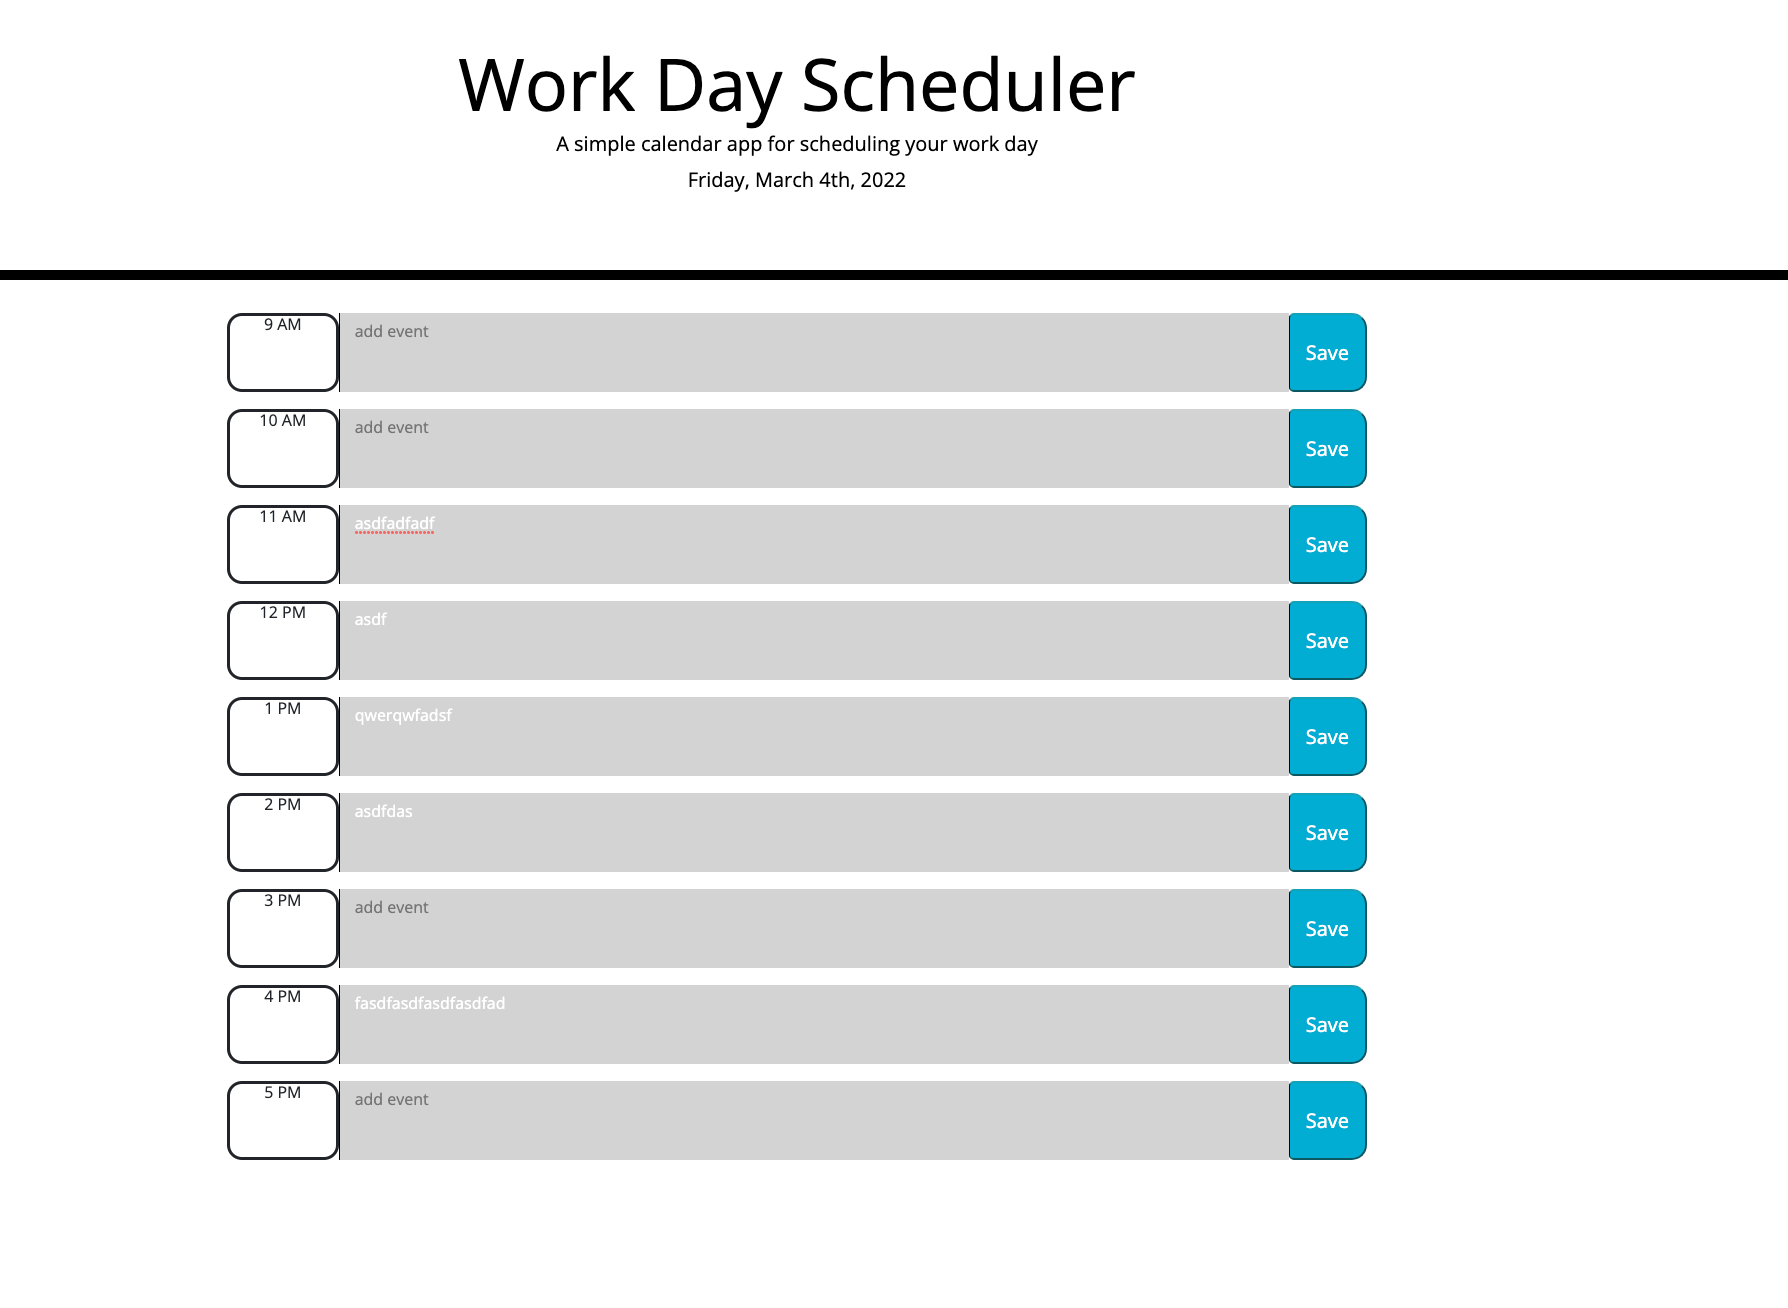 Work Day Scheduler
A simple calendar app for scheduling your work day
Friday, March 4th, 2022
9 AM add event Save
10 AM add event Save
11 AM asdfadfadf Save
12 PM asdf Save
1 PM qwerqwfadsf Save
2 PM asdfdas Save
3 PM add event Save
4 PM fasdfasdfasdfasdfad Save
5 PM add event Save